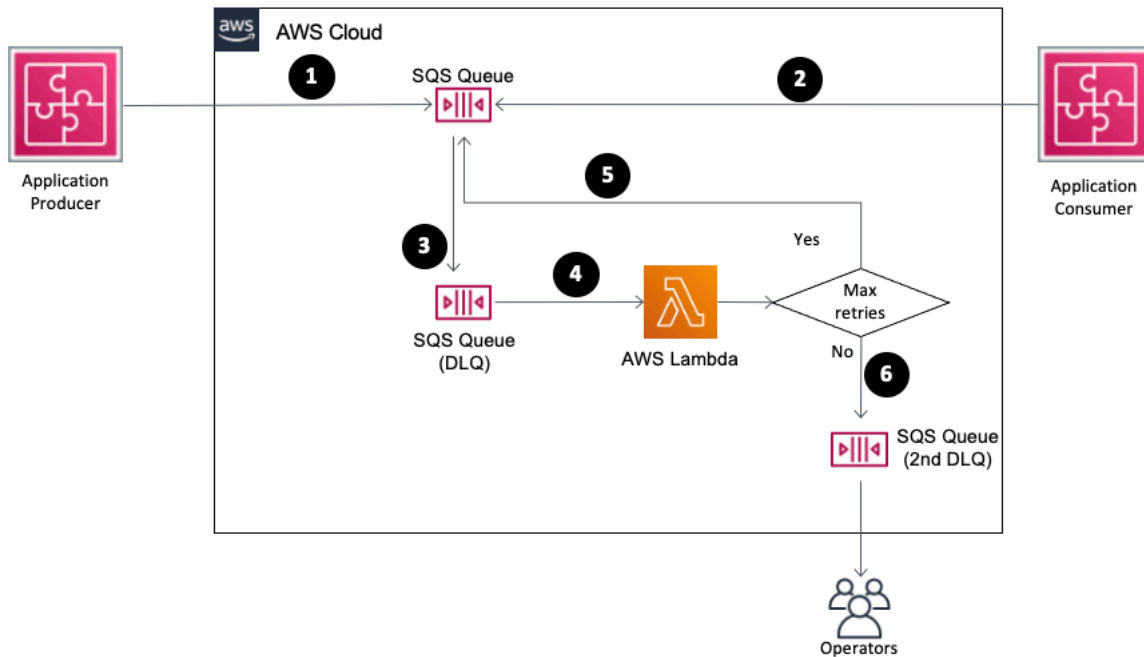 aws
AWS Cloud
1
2
SQS Queue
Application
Producer
Application
Consumer
5
3
Yes
4
Max
retries
SQS Queue
(DLQ)
AWS Lambda
No
6
SQS Queue
(2nd DLQ)
Operators